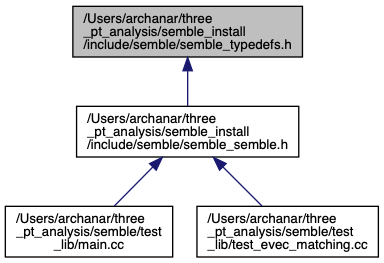 /Users/archanar/three
_pt_analysis/semble_install
/include/semble/semble_typedefs.h
/Users/archanar/three
_pt_analysis/semble_install
/include/semble/semble_semble.h
/Users/archanar/three
_pt_analysis/semble/test
_lib/main.cc
/Users/archanar/three
_pt_analysis/semble/test
_lib/test_evec_matching.cc